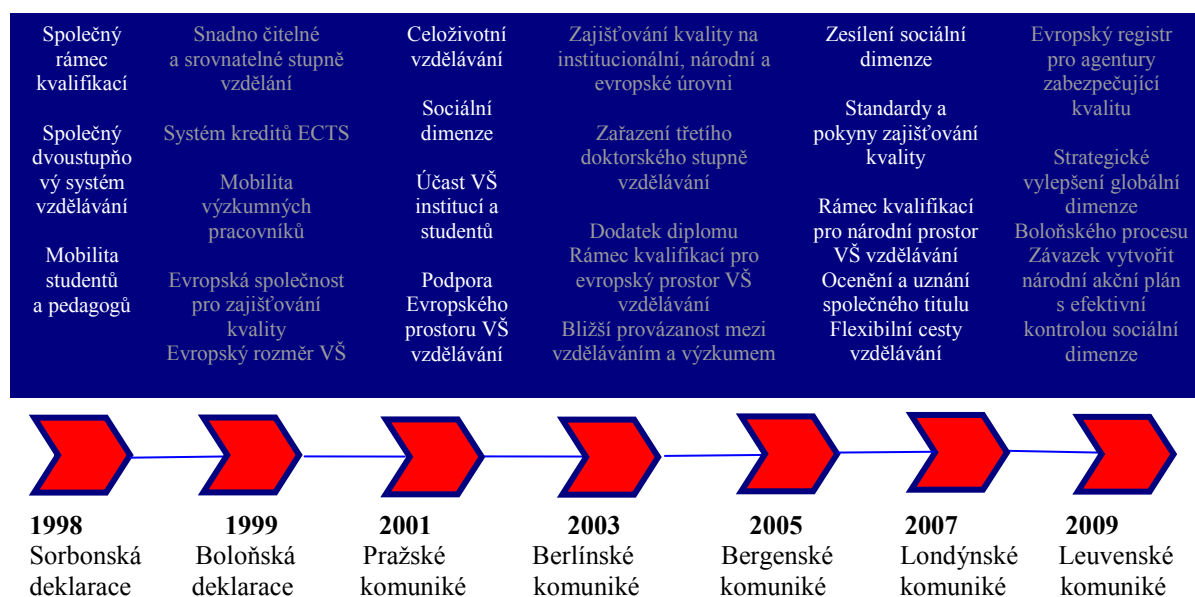 Společný
rámec
kvalifikací
Společný
dvoustupňo
vý systém
vzdělávání
Mobilita
studentů
a pedagogů
Snadno čitelné
a srovnatelné stupně
vzdělání
Systém kreditů ECTS
Mobilita
výzkumných
pracovníků
Evropská společnost
pro zajišťování
kvality
Evropský rozměr VŠ
Celoživotní
vzdělávání
Sociální
dimenze
Účast VŠ
institucí a
studentů
Podpora
Evropského
prostoru VŠ
vzdělávání
Zajišťování kvality na
institucionální, národní a
evropské úrovni
Zařazení třetího
doktorského stupně
vzdělávání
Dodatek diplomu
Rámec kvalifikací pro
evropský prostor VŠ
vzdělávání
Bližší provázanost mezi
vzděláváním a výzkumem
Zesílení sociální
dimenze
Standardy a
pokyny zajišťování
kvality
Rámec kvalifikací
pro národní prostor
VŠ vzdělávání
Ocenění a uznání
společného titulu
Flexibilní cesty
vzdělávání
Evropský registr
pro agentury
zabezpečující
kvalitu
Strategické
vylepšení globální
dimenze
Boloňského procesu
Závazek vytvořit
národní akční plán
s efektivní
kontrolou sociální
dimenze
1998
Sorbonská
deklarace
1999
Boloňská
deklarace
2001
Pražské
komuniké
2003
Berlínské
komuniké
2005
Bergenské
komuniké
2007
Londýnské
komuniké
2009
Leuvenské
komuniké